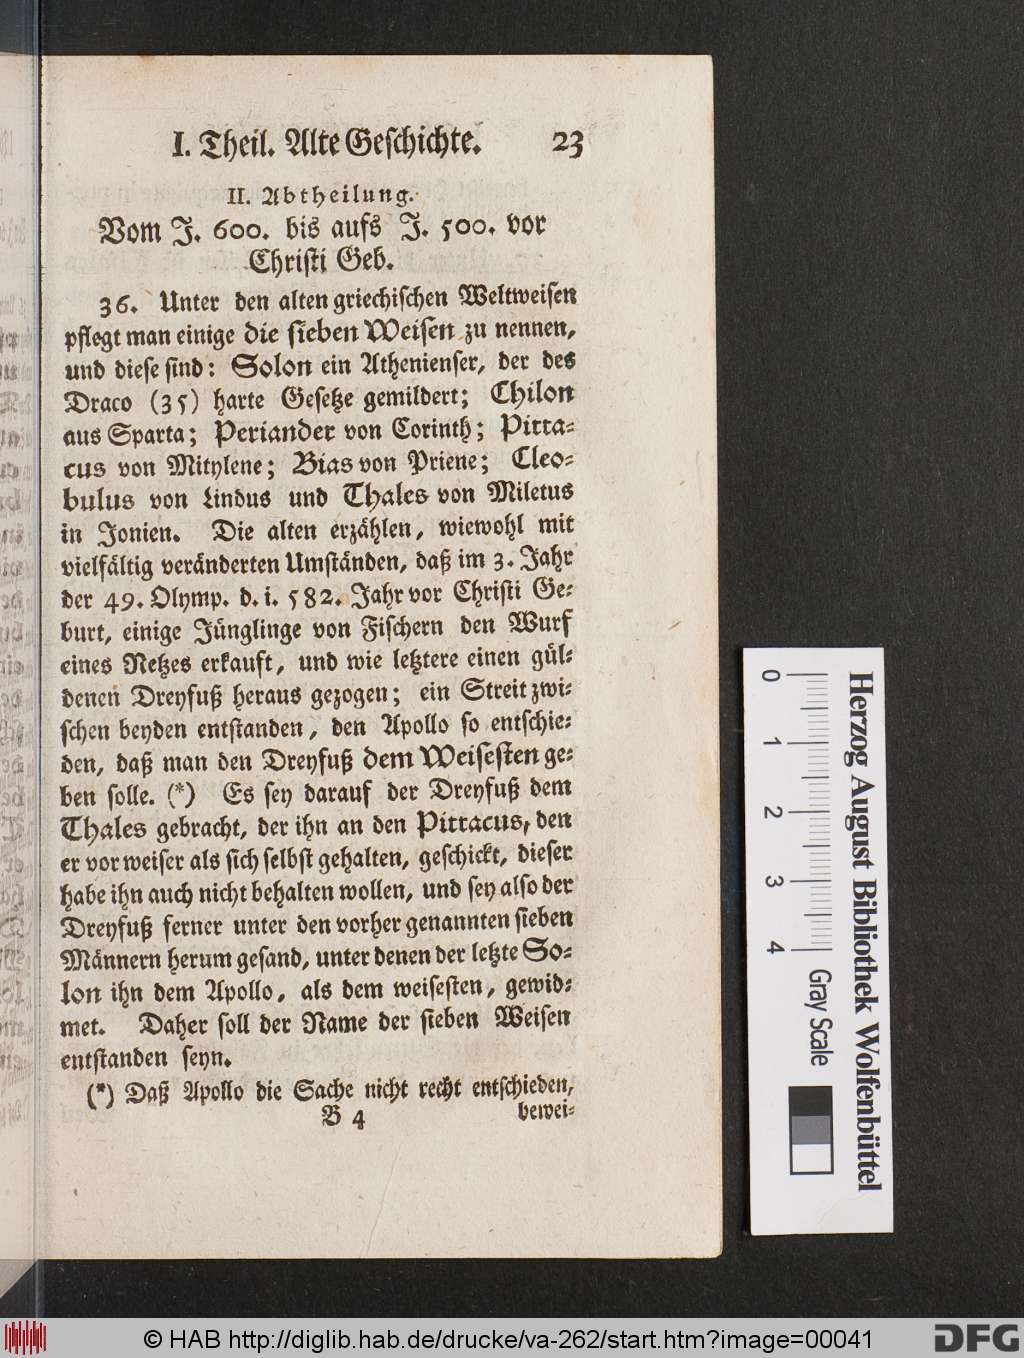 I. Theil. Alte Geschichte. 23
II. Abtheilung.
Vom J. 600. bis aufs J. 500. vor
Christi Geb.
36. Unter den alten griechischen Weltweisen
pflegt man einige die sieben Weisen zu nennen,
und diese sind: Solon ein Athenienser, der des
Draco (35) harte Gesetze gemildert; Chilon
aus Sparta; Periander von Corinth; Pitta-
cus von Mitylene; Bias von Priene; Cleo-
bulus von Lindus und Thales von Miletus
in Jonien. Die alten erzählen, wiewohl mit
vielfältig veränderten Umständen, daß im 3. Jahr
der 49. Olymp. d. i. 582. Jahr vor Christi Ge-
burt, einige Jünglinge von Fischern den Wurf
eines Netzes erkauft, und wie letztere einen gül-
denen Dreyfuß heraus gezogen; ein Streit zwi-
schen beyden entstanden, den Apollo so entschie-
den, daß man den Dreyfuß dem Weisesten ge-
ben solle. (*) Es sey darauf der Dreyfuß dem
Thales gebracht, der ihn an den Pittacus, den
er vor weiser als sich selbst gehalten, geschickt, dieser
habe ihn auch nicht behalten wollen, und sey also der
Dreyfuß ferner unter den vorher genannten sieben
Männern herum gesand, unter denen der letzte So-
lon ihn dem Apollo, als dem weisesten, gewid-
met. Daher soll der Name der sieben Weisen
entstanden seyn.
(*) Daß Apollo die Sache nicht recht entschieden,
B 4 bewei-
0 1 2 3 4 Gray Scale
Herzog August Bibliothek Wolfenbüttel
© HAB http://diglib.hab.de/drucke/va-262/start.htm?image=00041
DFG